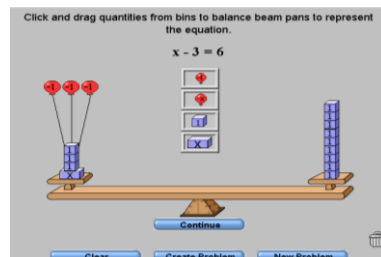 Click and drag quantities from bins to balance beam pans to represent
the equation.
x - 3 = 6
-1
-1 -1 -1
-x
1
X
X
Continue
Clear
Create Problem
New Problem